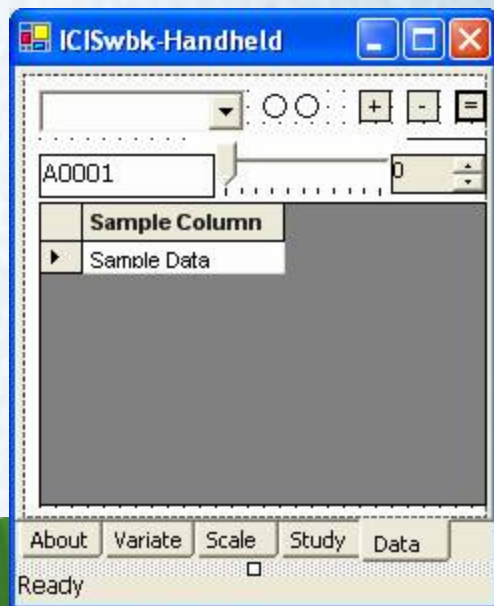 ICISwbk-Handheld
+ - =
A0001 0
Sample Column
Sample Data
About Variate Scale Study Data
Ready